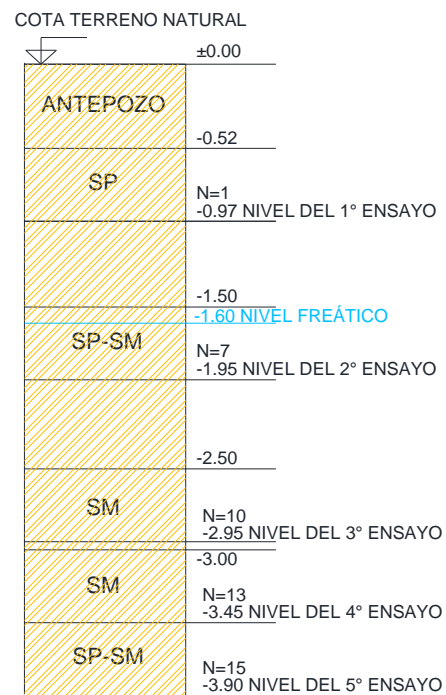 COTA TERRENO NATURAL
±0.00
ANTEPOZO
-0.52
SP
N=1
-0.97 NIVEL DEL 1° ENSAYO
-1.50
-1.60 NIVEL FREÁTICO
SP-SM
N=7
-1.95 NIVEL DEL 2° ENSAYO
-2.50
SM
N=10
-2.95 NIVEL DEL 3° ENSAYO
-3.00
SM
N=13
-3.45 NIVEL DEL 4° ENSAYO
SP-SM
N=15
-3.90 NIVEL DEL 5° ENSAYO